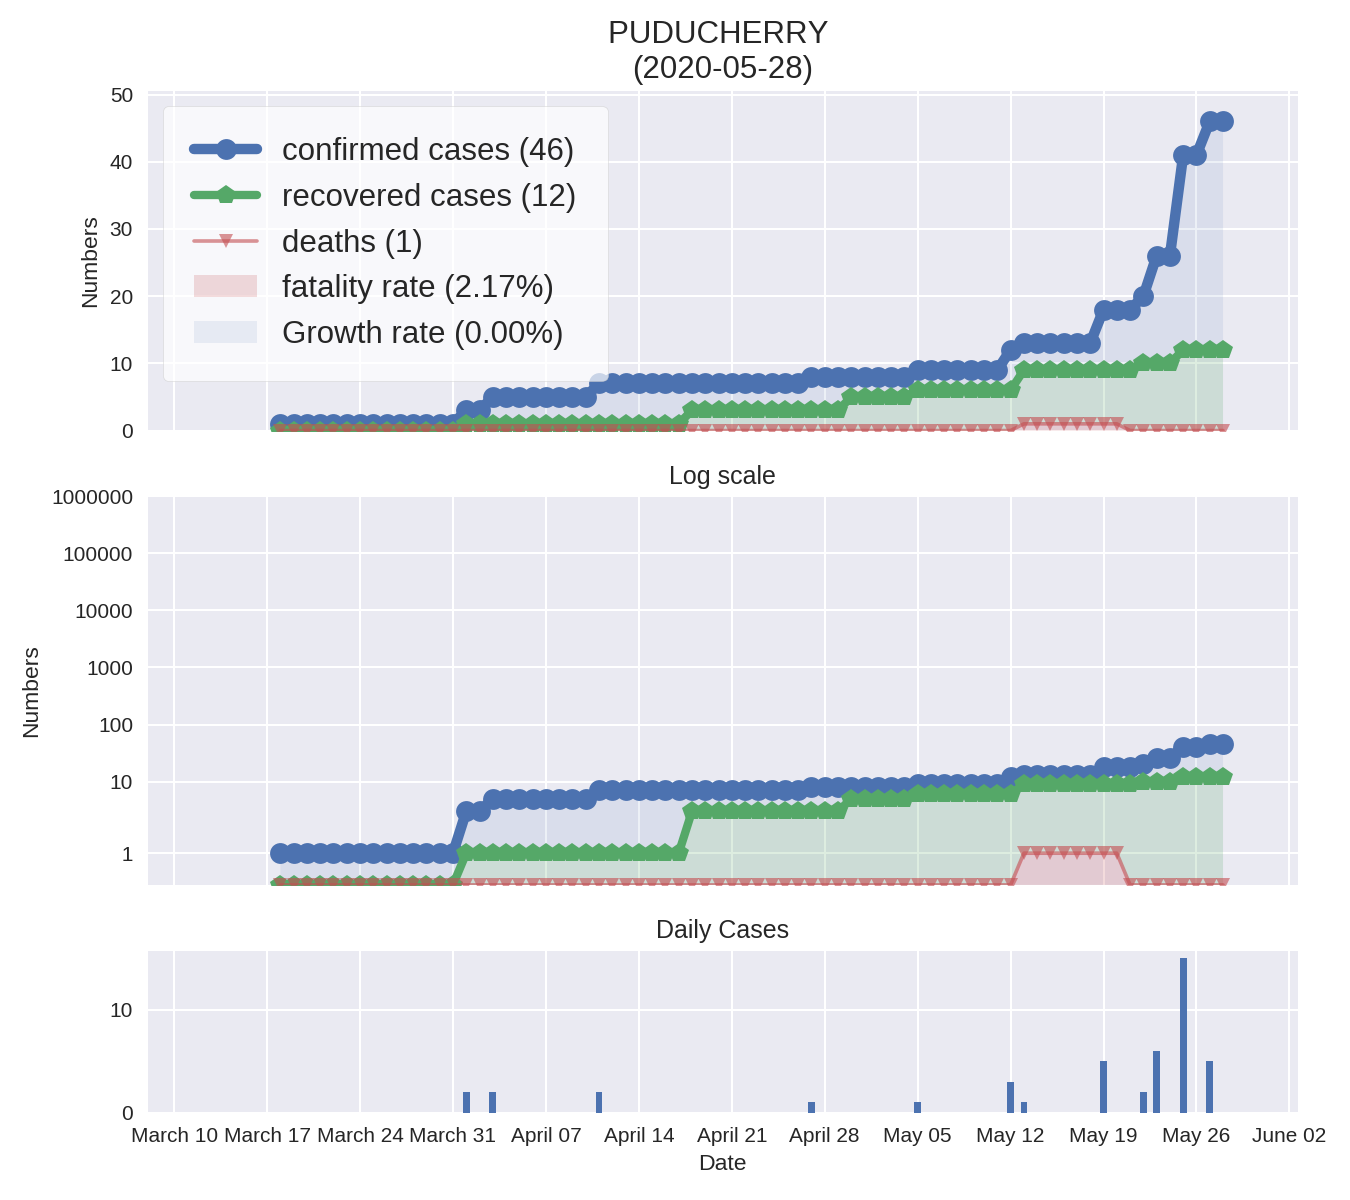 PUDUCHERRY
(2020-05-28)
50
40
30
20
10
0
Numbers
confirmed cases (46)
recovered cases (12)
deaths (1)
fatality rate (2.17%)
Growth rate (0.00%)
Log scale
1000000
100000
10000
1000
100
10
1
Numbers
Daily Cases
10
0
March 10 March 17 March 24 March 31 April 07 April 14 April 21 April 28 May 05 May 12 May 19 May 26 June 02
Date